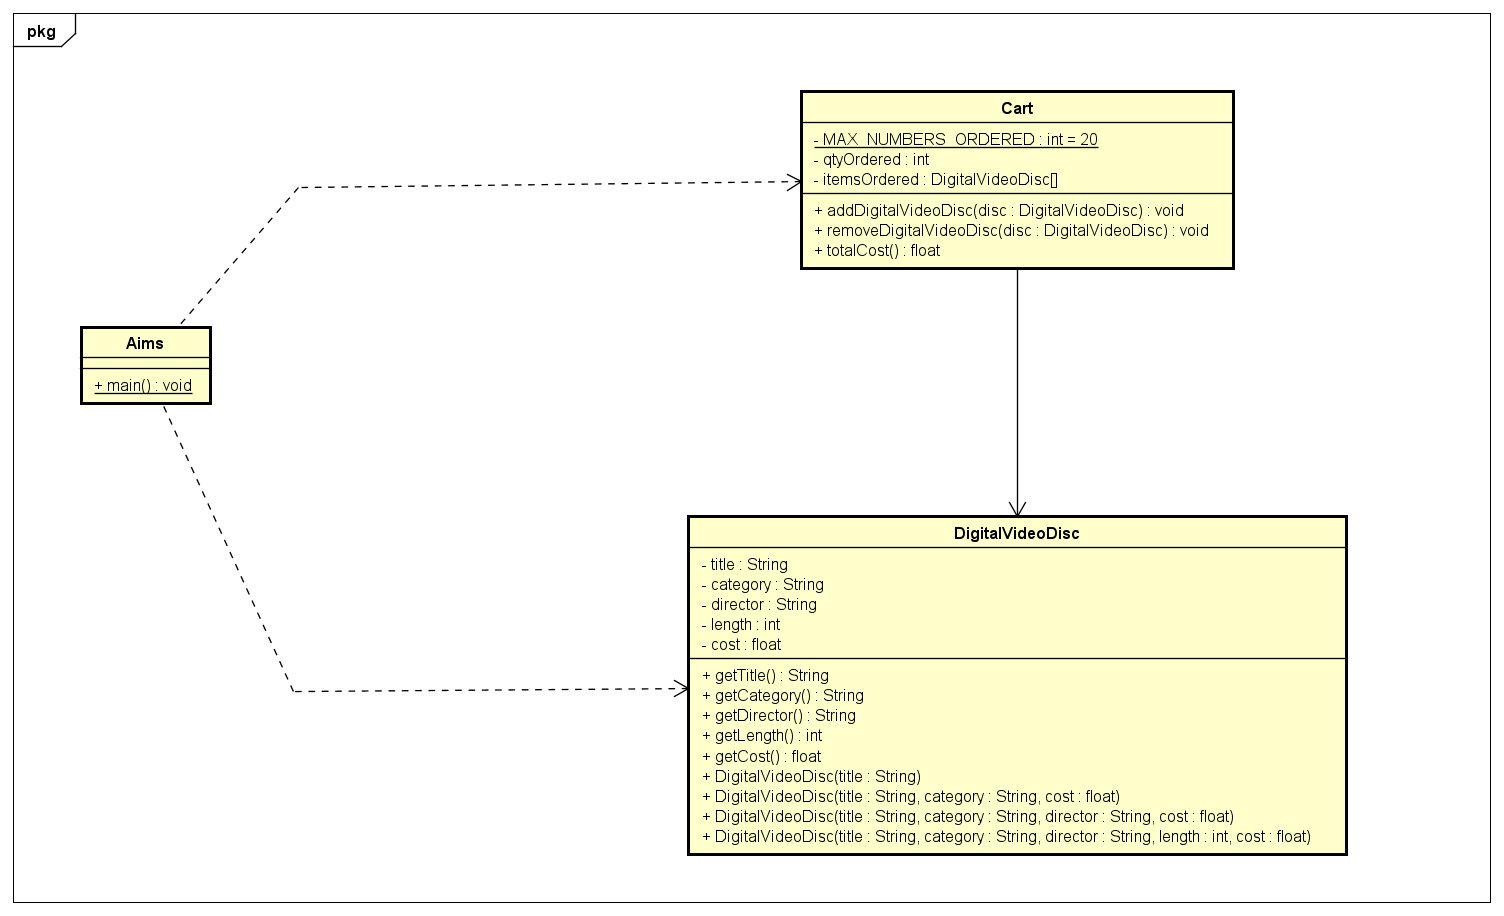 pkg
Cart
- MAX_NUMBERS_ORDERED : int = 20
- qtyOrdered : int
- itemsOrdered : DigitalVideoDisc[]
+ addDigitalVideoDisc(disc : DigitalVideoDisc) : void
+ removeDigitalVideoDisc(disc : DigitalVideoDisc) : void
+ totalCost() : float
Aims
+ main() : void
DigitalVideoDisc
- title : String
- category : String
- director : String
- length : int
- cost : float
+ getTitle() : String
+ getCategory() : String
+ getDirector() : String
+ getLength() : int
+ getCost() : float
+ DigitalVideoDisc(title : String)
+ DigitalVideoDisc(title : String, category : String, cost : float)
+ DigitalVideoDisc(title : String, category : String, director : String, cost : float)
+ DigitalVideoDisc(title : String, category : String, director : String, length : int, cost : float)